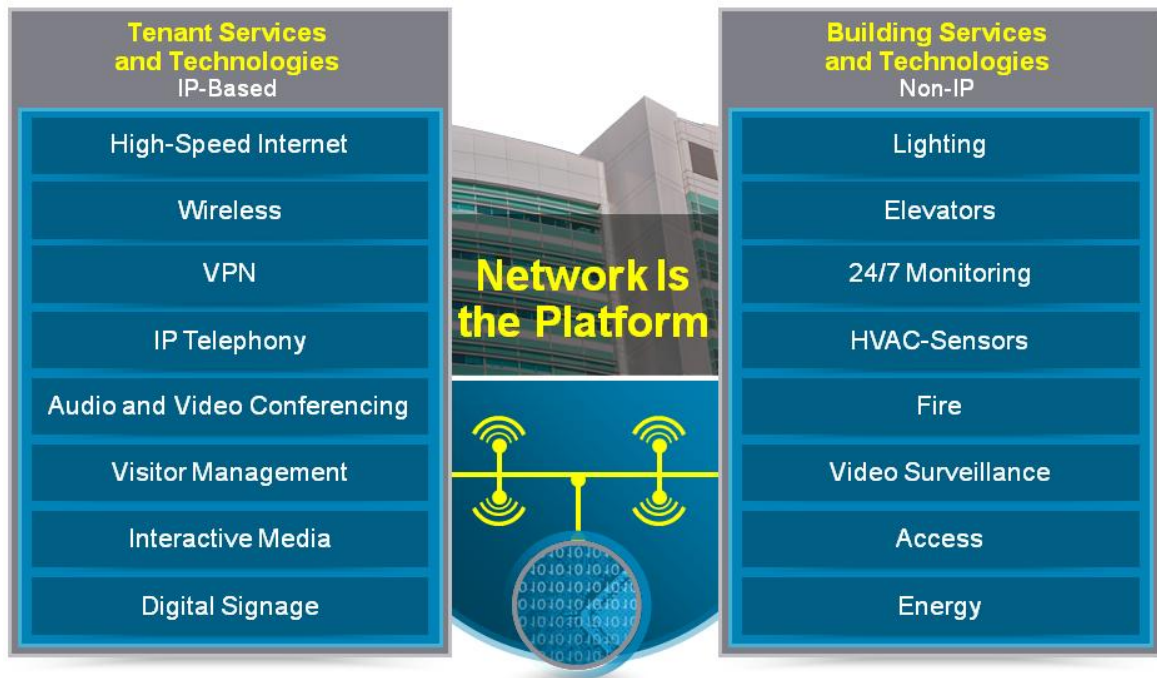 Tenant Services
and Technologies
IP-Based
High-Speed Internet
Wireless
VPN
IP Telephony
Audio and Video Conferencing
Visitor Management
Interactive Media
Digital Signage
Network Is
the Platform
Building Services
and Technologies
Non-IP
Lighting
Elevators
24/7 Monitoring
HVAC-Sensors
Fire
Video Surveillance
Access
Energy